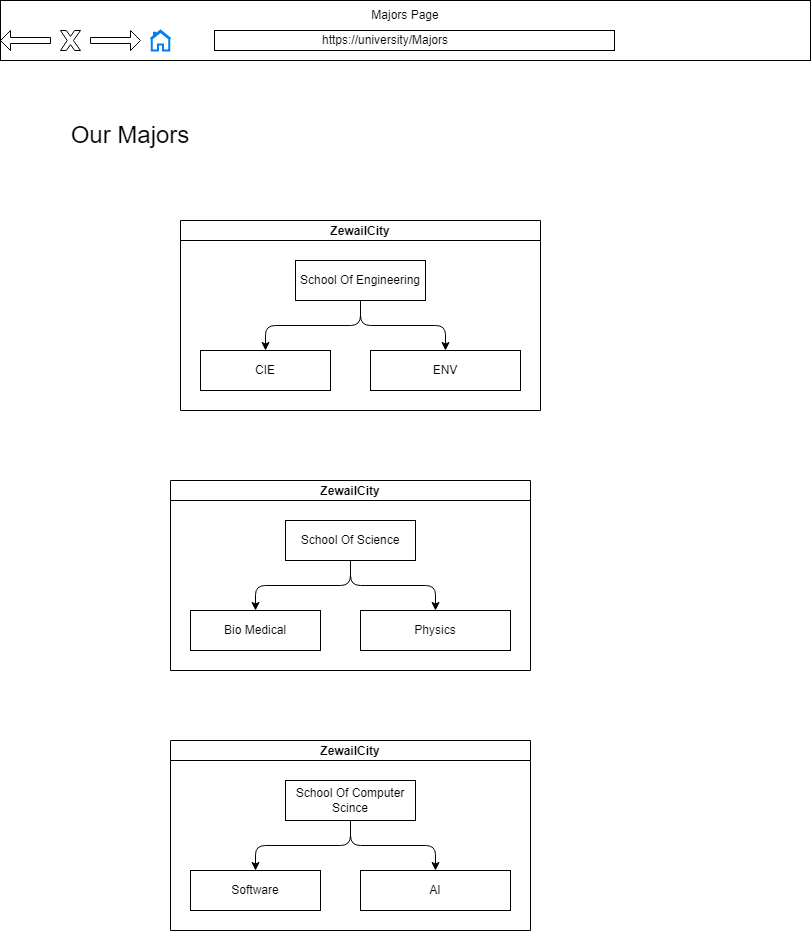 Majors Page
https://university/Majors
Our Majors
ZewailCity
School Of Engineering
CIE
ENV
ZewailCity
School Of Science
Bio Medical
Physics
ZewailCity
School Of Computer
Scince
Software
AI